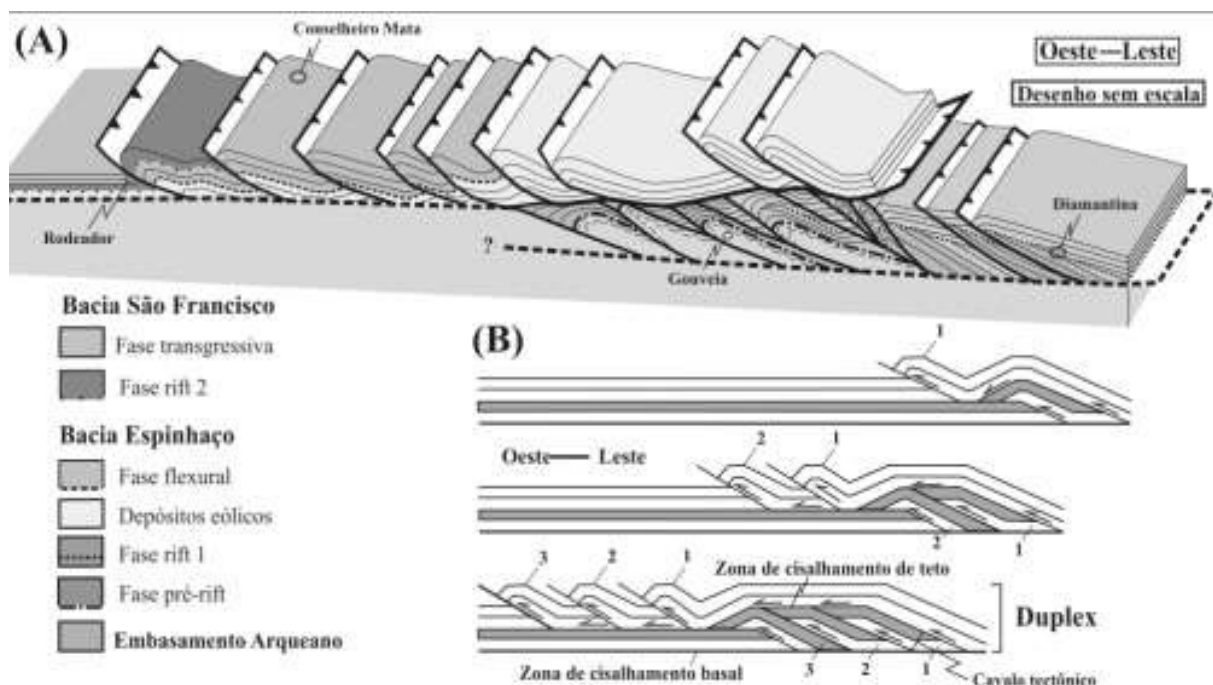 (A)
Conselheiro Mata
Oeste—Leste
Desenho sem escala
Rodeador
?
Gouveia
Diamantina
Bacia São Francisco
Fase transgressiva
Fase rift 2
Bacia Espinhaço
Fase flexural
Depósitos eólicos
Fase rift 1
Fase pré-rift
Embasamento Arqueano
(B)
1
2
1
Oeste — Leste
2
1
3
2
1
Zona de cisalhamento de teto
Duplex
Zona de cisalhamento basal
3
2
1
Cavalo tectônico